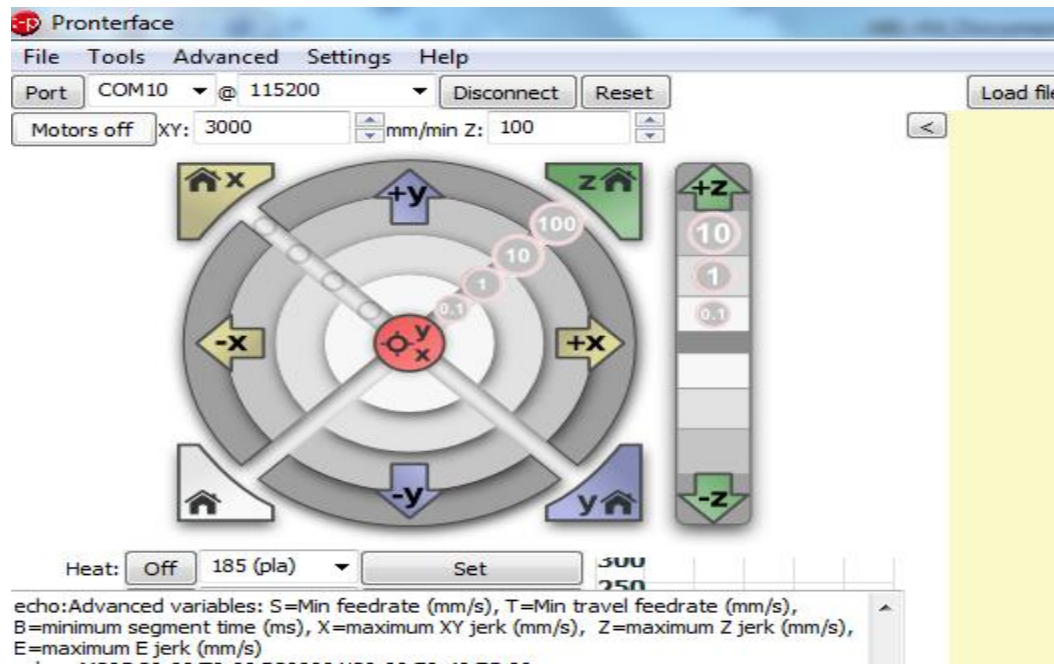 Pronterface
File Tools Advanced Settings Help
Port COM10 @ 115200 Disconnect Reset Load file
Motors off XY: 3000 mm/min Z: 100 <
x z
+y +z
100 10
10 1
1 0.1
0.1
-x y x +x
-y -z
y
Heat: Off 185 (pla) Set 300
250
echo:Advanced variables: S=Min feedrate (mm/s), T=Min travel feedrate (mm/s),
B=minimum segment time (ms), X=maximum XY jerk (mm/s), Z=maximum Z jerk (mm/s),
E=maximum E jerk (mm/s)